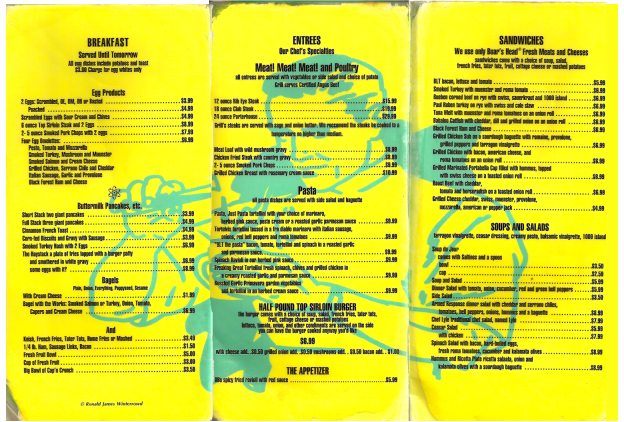 BREAKFAST
Served Until Tomorrow
All egg dishes include potatoes and toast
$3.00 Charge for egg whites only
Egg Products
2 Eggs: Scrambled, OE, OM, OH or Basted $3.99
Poached $4.99
Scrambled Eggs with Sour Cream and Chives $4.99
8 ounce Top Sirloin Steak and 2 Eggs $8.99
2- 5 ounce Smoked Pork Chops with 2 eggs $7.99
Four Egg Omelettes: $6.99
Pesto, Tomato and Mozzarella
Smoked Turkey, Mushroom and Muenster
Smoked Salmon and Cream Cheese
Grilled Chicken, Serrano Chile and Cheddar
Italian Sausage, Garlic and Provolone
Black Forest Ham and Cheese
Buttermilk Pancakes, etc.
Short Stack two giant pancakes $3.99
Full Stack three giant pancakes $4.99
Cinnamon French Toast $4.99
Corn-fed Biscuits and Gravy with Sausage $3.99
Smoked Turkey Hash with 2 Eggs $8.99
The Haystack a plate of fries topped with a burger patty
and smothered in white gravy $6.99
some eggs with it? $8.99
Bagels
Plain, Onion, Everything, Poppyseed, Sesame
With Cream Cheese $1.99
Bagel with the Works: Smoked Salmon or Turkey, Onion, Tomato,
Capers and Cream Cheese $6.99
And
Knish, French Fries, Tater Tots, Home Fries or Mashed $3.45
1/4 lb. Ham, Sausage Links, Bacon $1.50
Fresh Fruit Bowl $5.00
Cup of Fresh Fruit $3.00
Big Bowl of Cap'n Crunch $3.50
© Ronald James Winterrowd
ENTREES
Our Chef's Specialties
Meat! Meat! Meat! and Poultry
all entrees are served with vegetables or side salad and choice of potato
Grill serves Certified Angus Beef
12 ounce Rib Eye Steak $15.99
16 ounce Club Steak $18.99
24 ounce Porterhouse $29.99
Grill's steaks are served with eggs and onion butter. We recommend the steaks be cooked to a
temperature no higher than medium.
Meat Loaf with wild mushroom gravy $8.99
Chicken Fried Steak with country gravy $8.99
2- 5 ounce Smoked Pork Chops $9.99
Grilled Chicken Breast with rosemary cream sauce $10.99
Pasta
all pasta dishes are served with side salad and baguette
Pasta, Just Pasta tortellini with your choice of marinara,
herbed pink sauce, pesto cream or a roasted garlic parmesan sauce $9.99
Tortellini tortellini tossed in a fra diablo marinara with italian sausage,
onions, red bell peppers and roma tomatoes $9.99
"BLT the pasta" bacon, tomato, tortellini and spinach in a roasted garlic
and parmesan sauce. $9.99
Spinach Ravioli in our herbed pink sauce $9.99
Freaking Great Tortellini fresh spinach, chives and grilled chicken in
a creamy roasted garlic and parmesan sauce $9.99
Roasted Garlic Primavera garden vegetables
and tortellini in an herbed cream sauce $9.99
HALF POUND TOP SIRLOIN BURGER
the burger comes with a choice of soup, salad, french fries, tater tots,
fruit, cottage cheese or mashed potatoes
lettuce, tomato, onion, and other condiments are served on the side
you can have the burger cooked anyway you'd like
$6.99
with cheese add. .$0.50 grilled onion add. .$0.50 mushrooms add. .$0.50 bacon add. .$1.00
THE APPETIZER
BBs spicy fried ravioli with red sauce $5.99
SANDWICHES
We use only Boar's Head® Fresh Meats and Cheeses
sandwiches come with a choice of soup, salad,
french fries, tater tots, fruit, cottage cheese or mashed potatoes
BLT bacon, lettuce and tomato $5.99
Smoked Turkey with muenster and roma tomato $6.99
Reuben corned beef on rye with swiss, sauerkraut and 1000 island $6.99
Paul Reben turkey on rye with swiss and cole slaw $6.99
Tuna Melt with muenster and roma tomatoes on an onion roll $6.99
with cheddar, dill and grilled onion on an onion roll $6.99
Black Forest Ham and Cheese $6.99
Grilled Chicken Sub on a sourdough baguette with romaine, provolone,
grilled peppers and tarragon vinaigrette $6.99
Grilled Chicken with bacon, american cheese, and
roma tomatoes on an onion roll $6.99
Grilled Marinated Portabella Cap filled with hummus, topped
with swiss cheese on a toasted onion roll $6.99
Roast Beef with cheddar,
tomato and horseradish on a toasted onion roll $6.99
Grilled Cheese cheddar, swiss, muenster, provolone,
mozzarella, american or pepper jack $4.99
SOUPS AND SALADS
tarragon vinaigrette, ceasar dressing, creamy pesto, balsamic vinaigrette, 1000 island
Soup du Jour
comes with Saltines and a spoon
bowl $3.50
cup $2.50
Soup and Salad $5.99
Dinner Salad with tomato, onion, cucumber, red and green bell peppers $5.99
Side Salad $3.50
dinner salad with cheddar and serrano chiles,
tomatoes, bell peppers, onions, bananas and a baguette $8.99
Chef Lyle traditional chef salad, named Lyle $7.99
Caesar Salad $5.99
with chicken $7.99
Spinach Salad with bacon, hard-boiled eggs,
fresh roma tomatoes, cucumber and kalamata olives $8.99
Hummus and Ricotta Plate ricotta salada, onion and
kalamata olives with a sourdough baguette $8.99